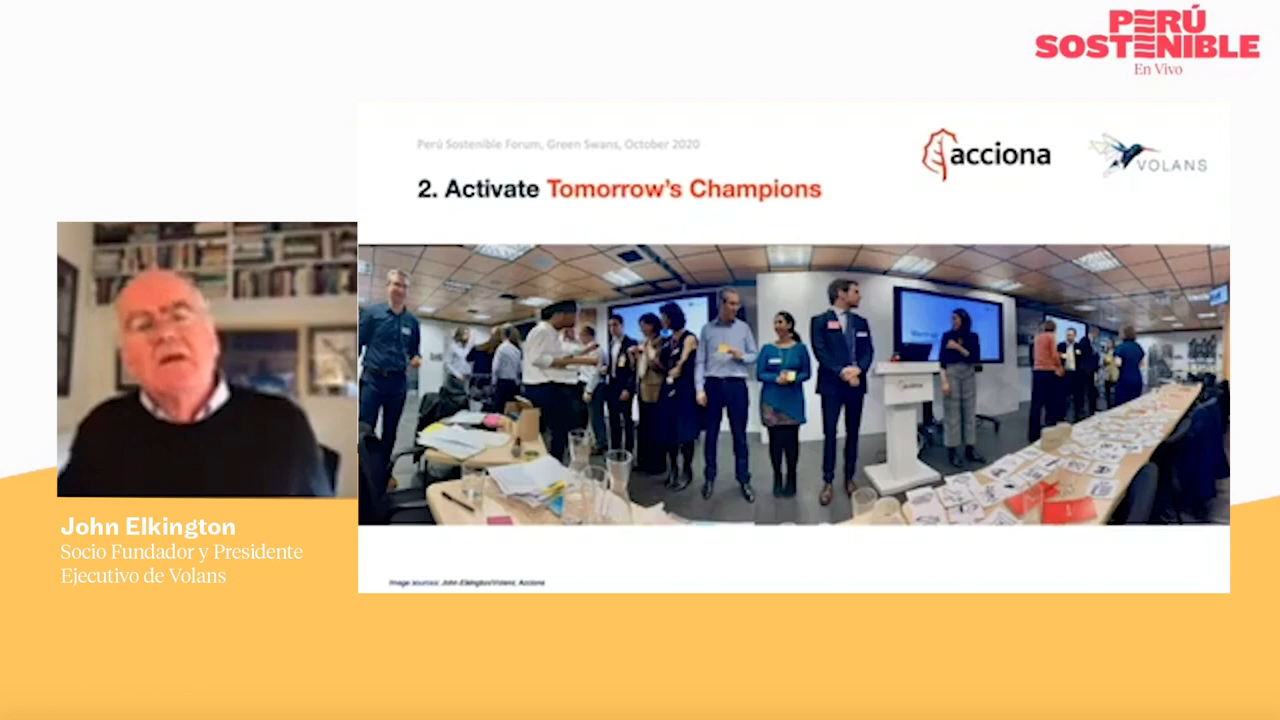 PERÚ
SOSTENIBLE
En Vivo
Perú Sostenible Forum, Green Swans, October 2020
acciona
VOLANS
2. Activate Tomorrow's Champions
John Elkington
Socio Fundador y Presidente
Ejecutivo de Volans
Image sources: John Elkington/Volans; Acciona